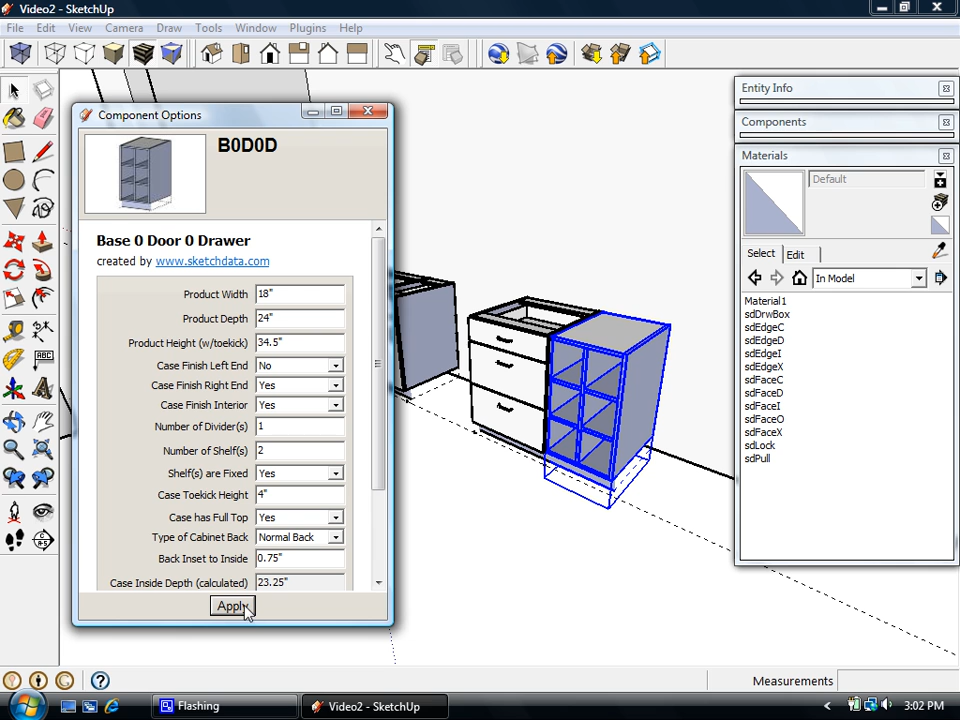 Video2 - SketchUp
File Edit View Camera Draw Tools Window Plugins Help
Component Options
B0D0D
Base 0 Door 0 Drawer
created by www.sketchdata.com
Product Width 18"
Product Depth 24"
Product Height (w/toekick) 34.5"
Case Finish Left End No
Case Finish Right End Yes
Case Finish Interior Yes
Number of Divider(s) 1
Number of Shelf(s) 2
Shelf(s) are Fixed Yes
Case Toekick Height 4"
Case has Full Top Yes
Type of Cabinet Back Normal Back
Back Inset to Inside 0.75"
Case Inside Depth (calculated) 23.25"
Apply
Entity Info
Components
Materials
Default
Select Edit
In Model
Material1
sdDrwBox
sdEdgeC
sdEdgeD
sdEdgeI
sdEdgeX
sdFaceC
sdFaceD
sdFaceI
sdFaceO
sdFaceX
sdLock
sdPull
ABC
Measurements
Flashing
Video2 - SketchUp
3:02 PM